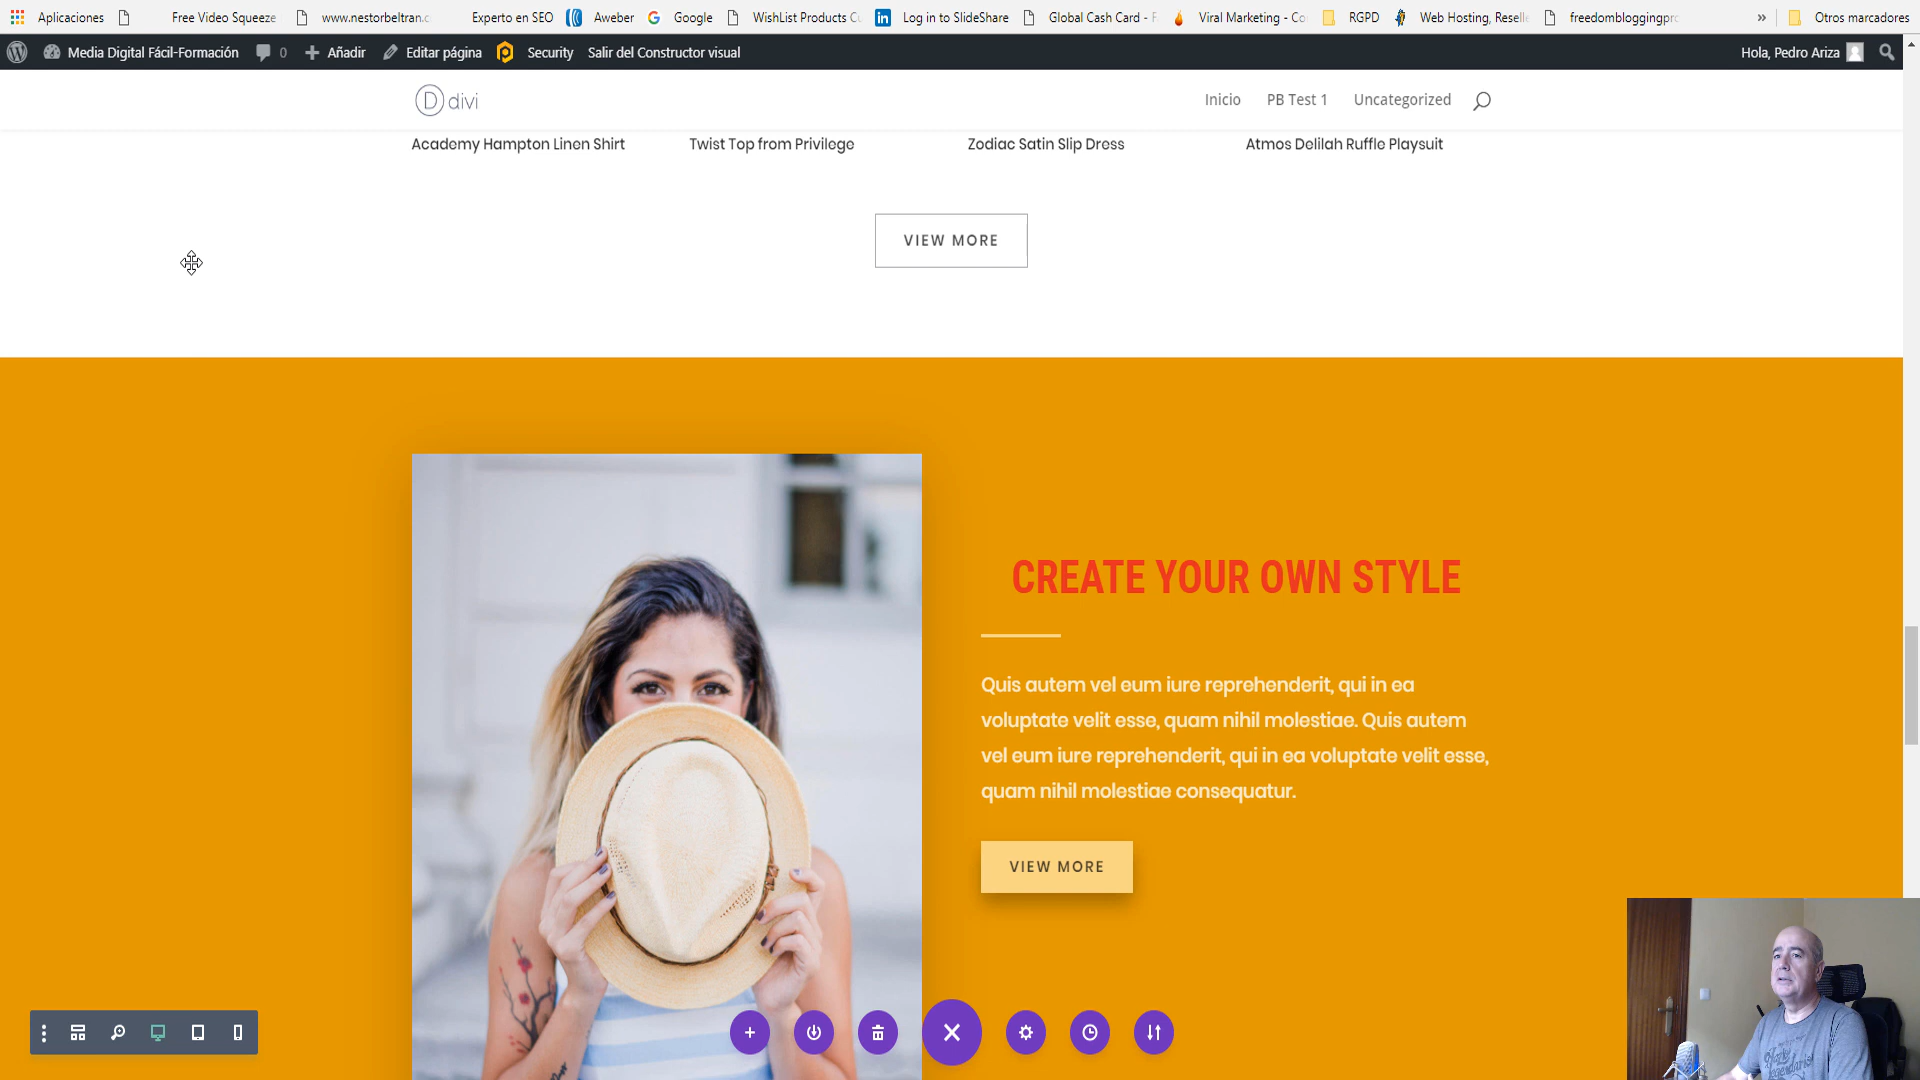 Aplicaciones Free Video Squeeze www.nestorbeltran.c Experto en SEO Aweber Google WishList Products Cu Log in to SlideShare Global Cash Card - F Viral Marketing - Co RGPD Web Hosting, Resell freedombloggingpro » Otros marcadores
Media Digital Fácil-Formación 0 Añadir Editar página Security Salir del Constructor visual Hola, Pedro Ariza
D divi Inicio PB Test 1 Uncategorized
Academy Hampton Linen Shirt Twist Top from Privilege Zodiac Satin Slip Dress Atmos Delilah Ruffle Playsuit
VIEW MORE
CREATE YOUR OWN STYLE
Quis autem vel eum iure reprehenderit, qui in ea
voluptate velit esse, quam nihil molestiae. Quis autem
vel eum iure reprehenderit, qui in ea voluptate velit esse,
quam nihil molestiae consequatur.
VIEW MORE